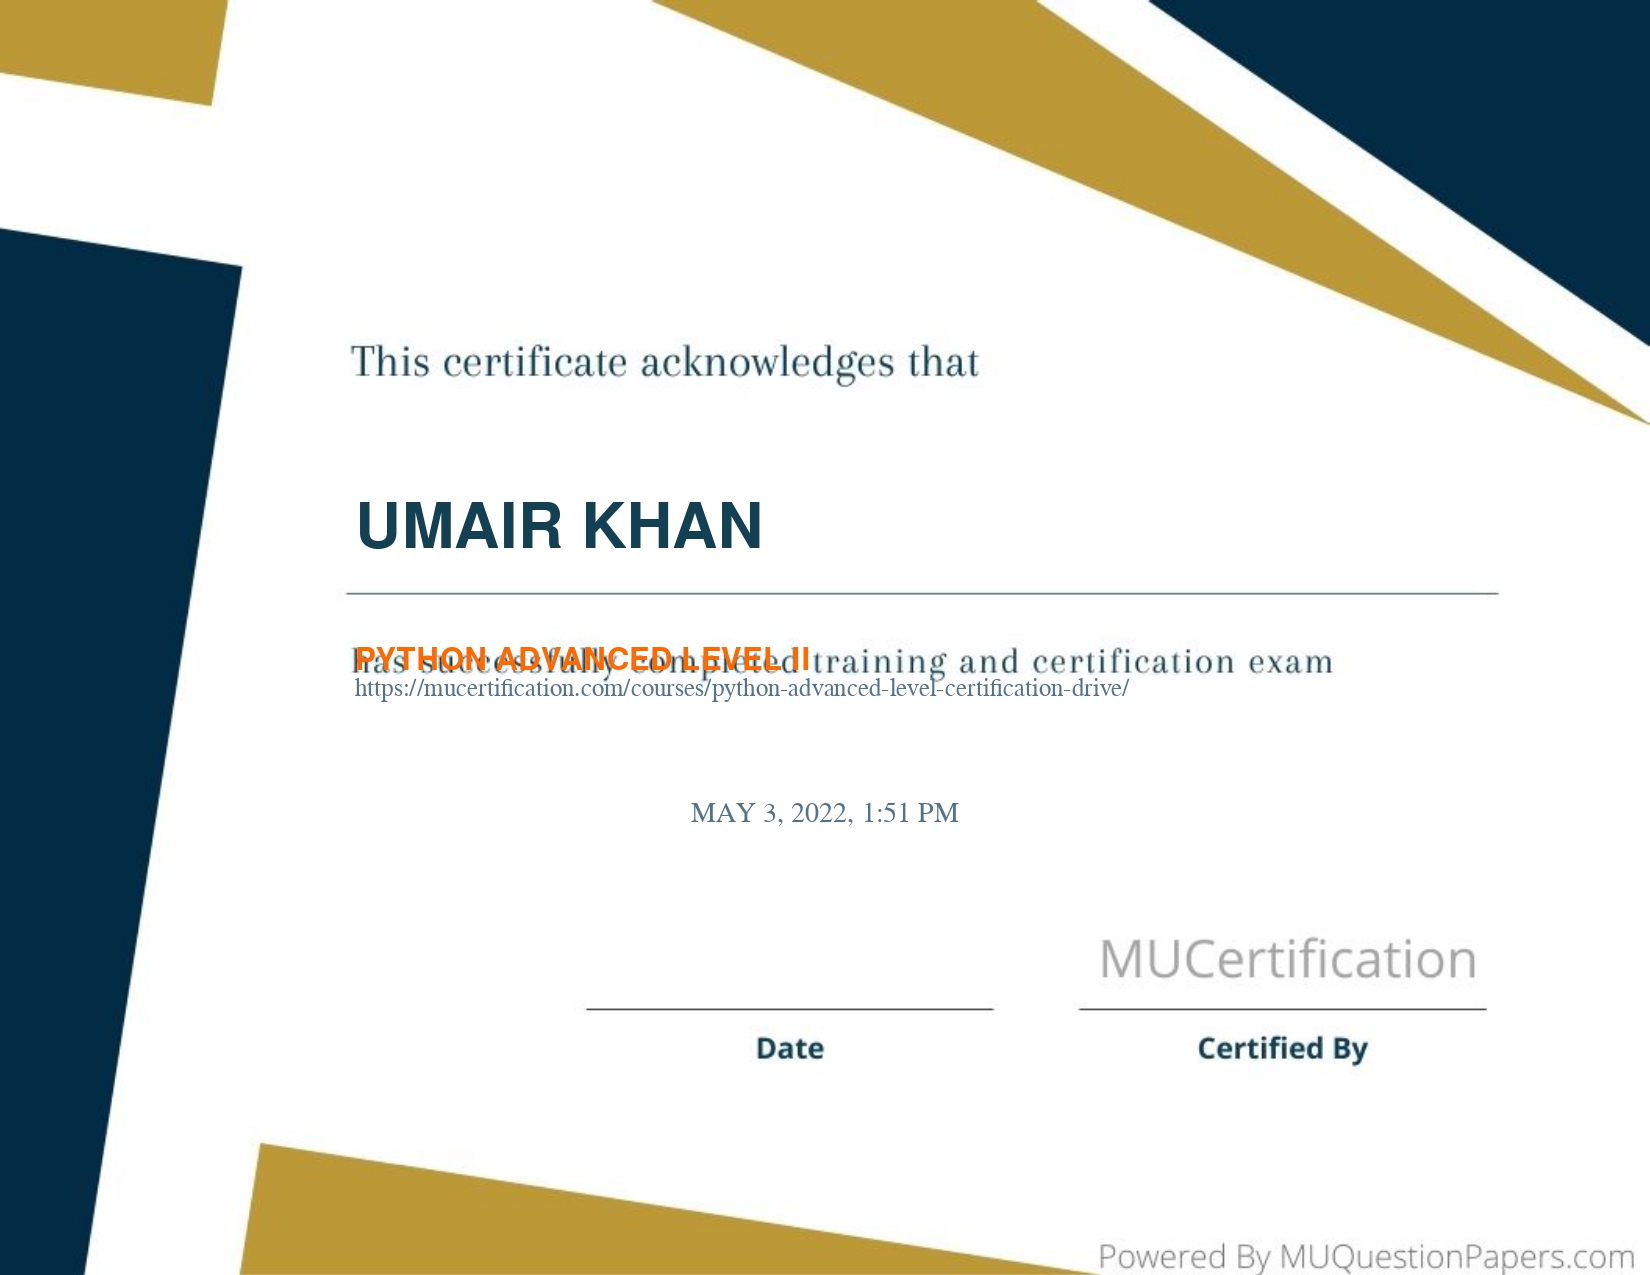 This certificate acknowledges that
UMAIR KHAN
PYTHON ADVANCED LEVEL II
has successfully completed training and certification exam
https://mucertification.com/courses/python-advanced-level-certification-drive/
MAY 3, 2022, 1:51 PM
MUCertification
Date
Certified By
Powered By MUQuestionPapers.com